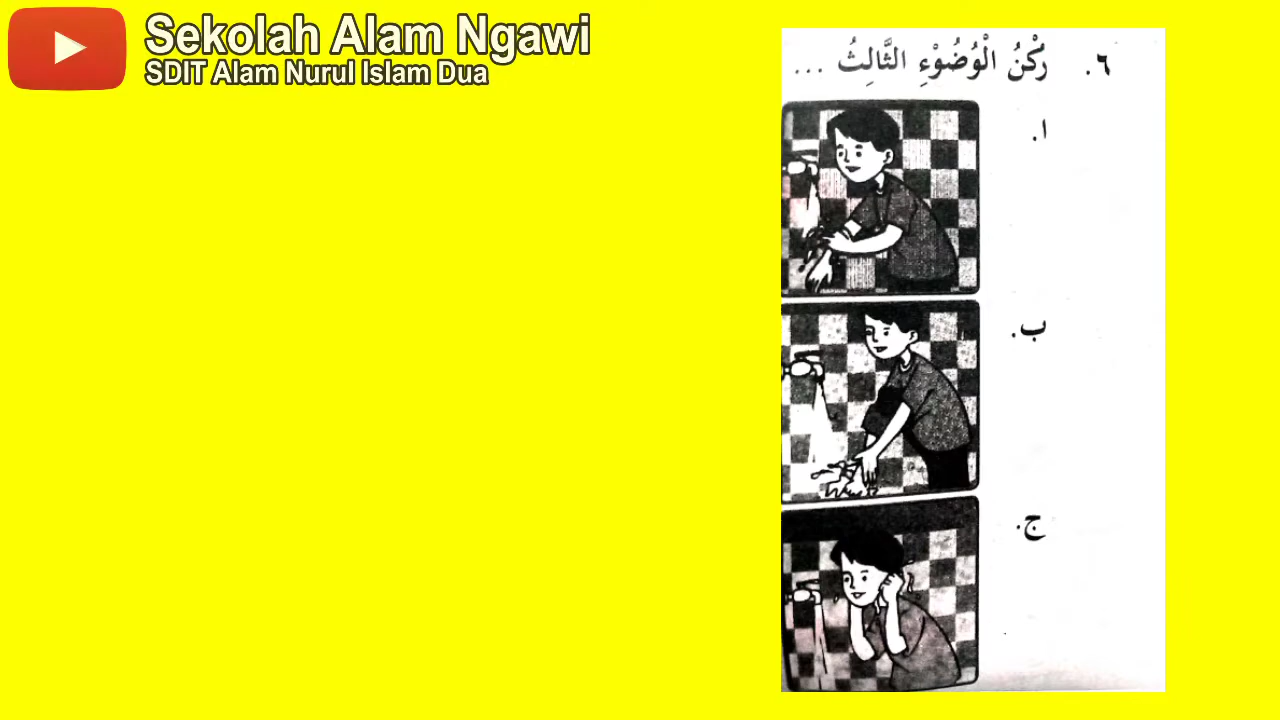 Sekolah Alam Ngawi
SDIT Alam Nurul Islam Dua
٦. رُكْنُ الْوُضُوْءِ الثَّالِثُ ...
ا.
ب.
ج.